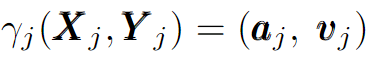 γ_j(X_j, Y_j) = (a_j, v_j)